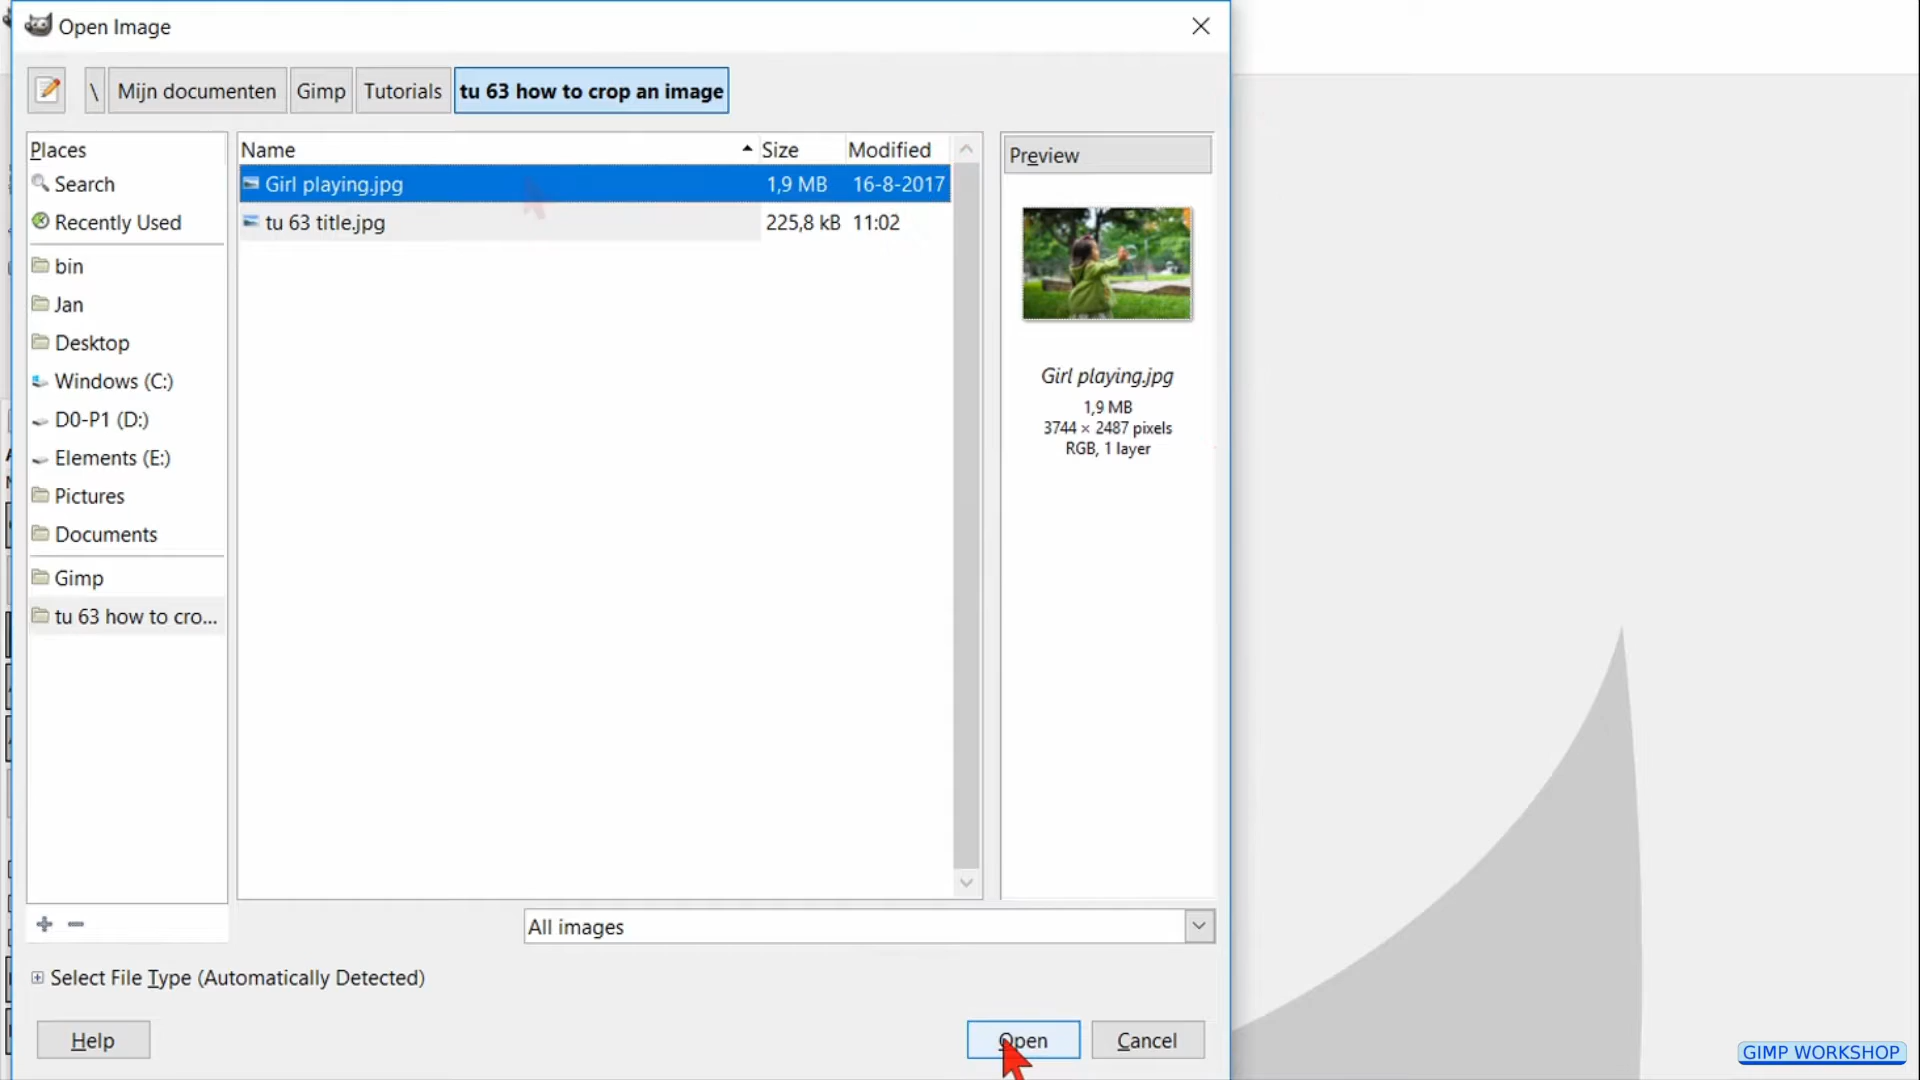 Open Image
\ Mijn documenten Gimp Tutorials tu 63 how to crop an image
Places
Search
Recently Used
bin
Jan
Desktop
Windows (C:)
D0-P1 (D:)
Elements (E:)
Pictures
Documents
Gimp
tu 63 how to cro...
Name Size Modified
Girl playing.jpg 1,9 MB 16-8-2017
tu 63 title.jpg 225,8 kB 11:02
Preview
Girl playing.jpg
1,9 MB
3744 × 2487 pixels
RGB, 1 layer
All images
Select File Type (Automatically Detected)
Help Open Cancel
GIMP WORKSHOP